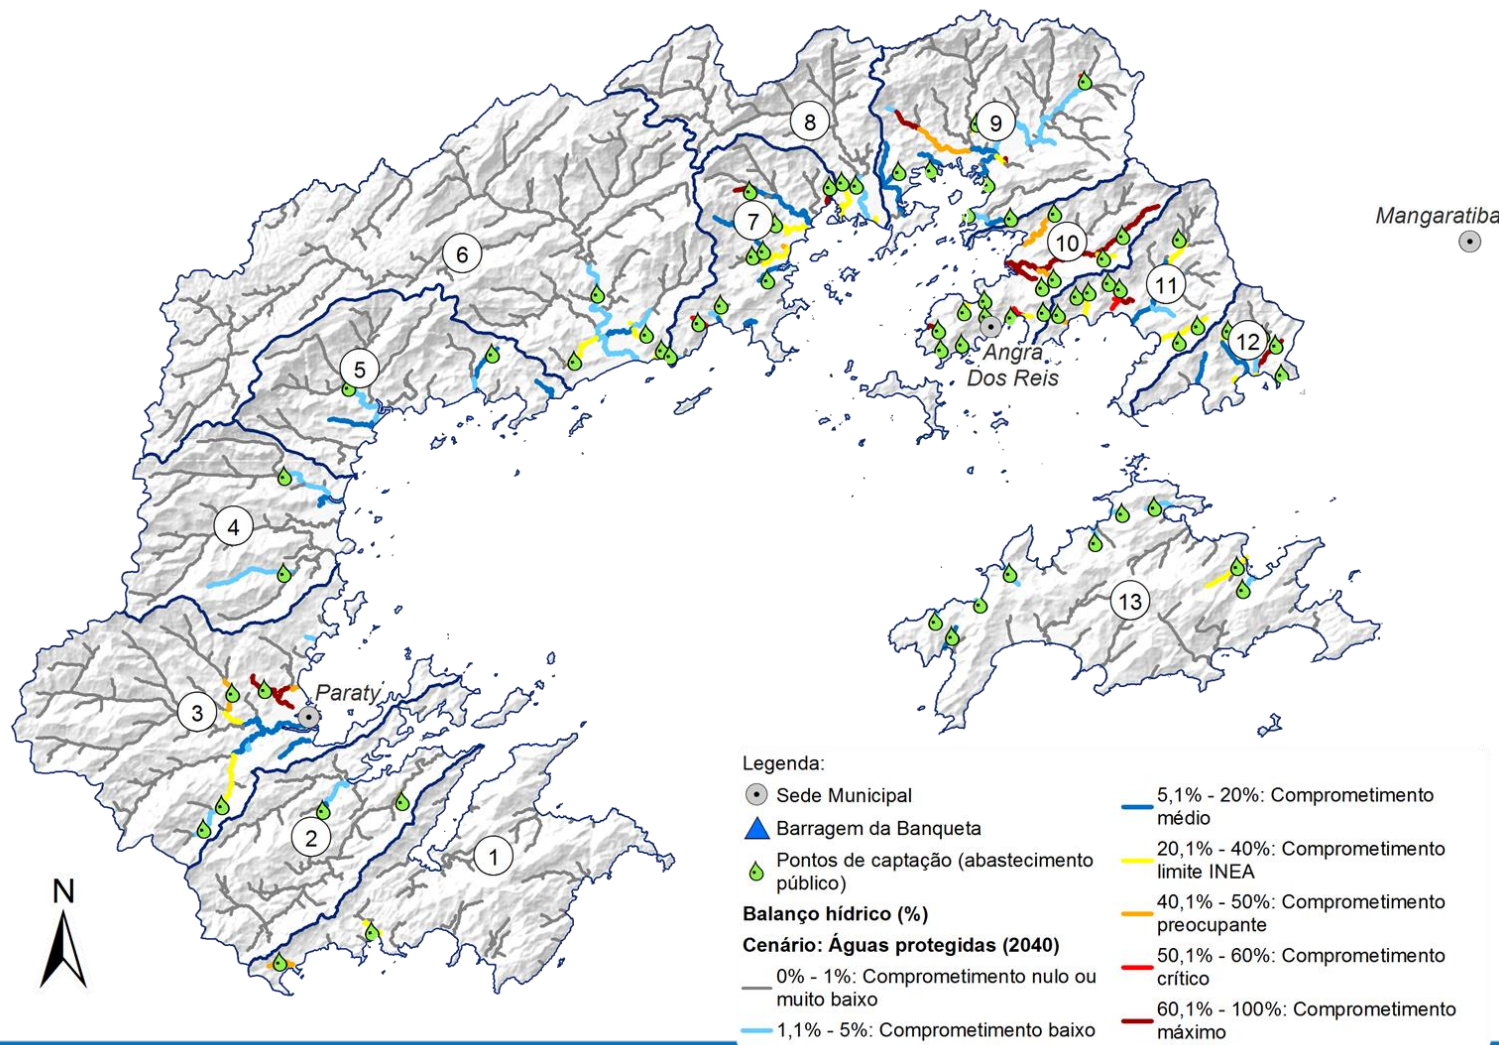 8
9
Mangaratiba
7
10
6
11
12
Angra
Dos Reis
5
4
13
3
Paraty
2
1
N
Legenda:
Sede Municipal
Barragem da Banqueta
Pontos de captação (abastecimento
público)
Balanço hídrico (%)
Cenário: Águas protegidas (2040)
0% - 1%: Comprometimento nulo ou
muito baixo
1,1% - 5%: Comprometimento baixo
5,1% - 20%: Comprometimento
médio
20,1% - 40%: Comprometimento
limite INEA
40,1% - 50%: Comprometimento
preocupante
50,1% - 60%: Comprometimento
crítico
60,1% - 100%: Comprometimento
máximo